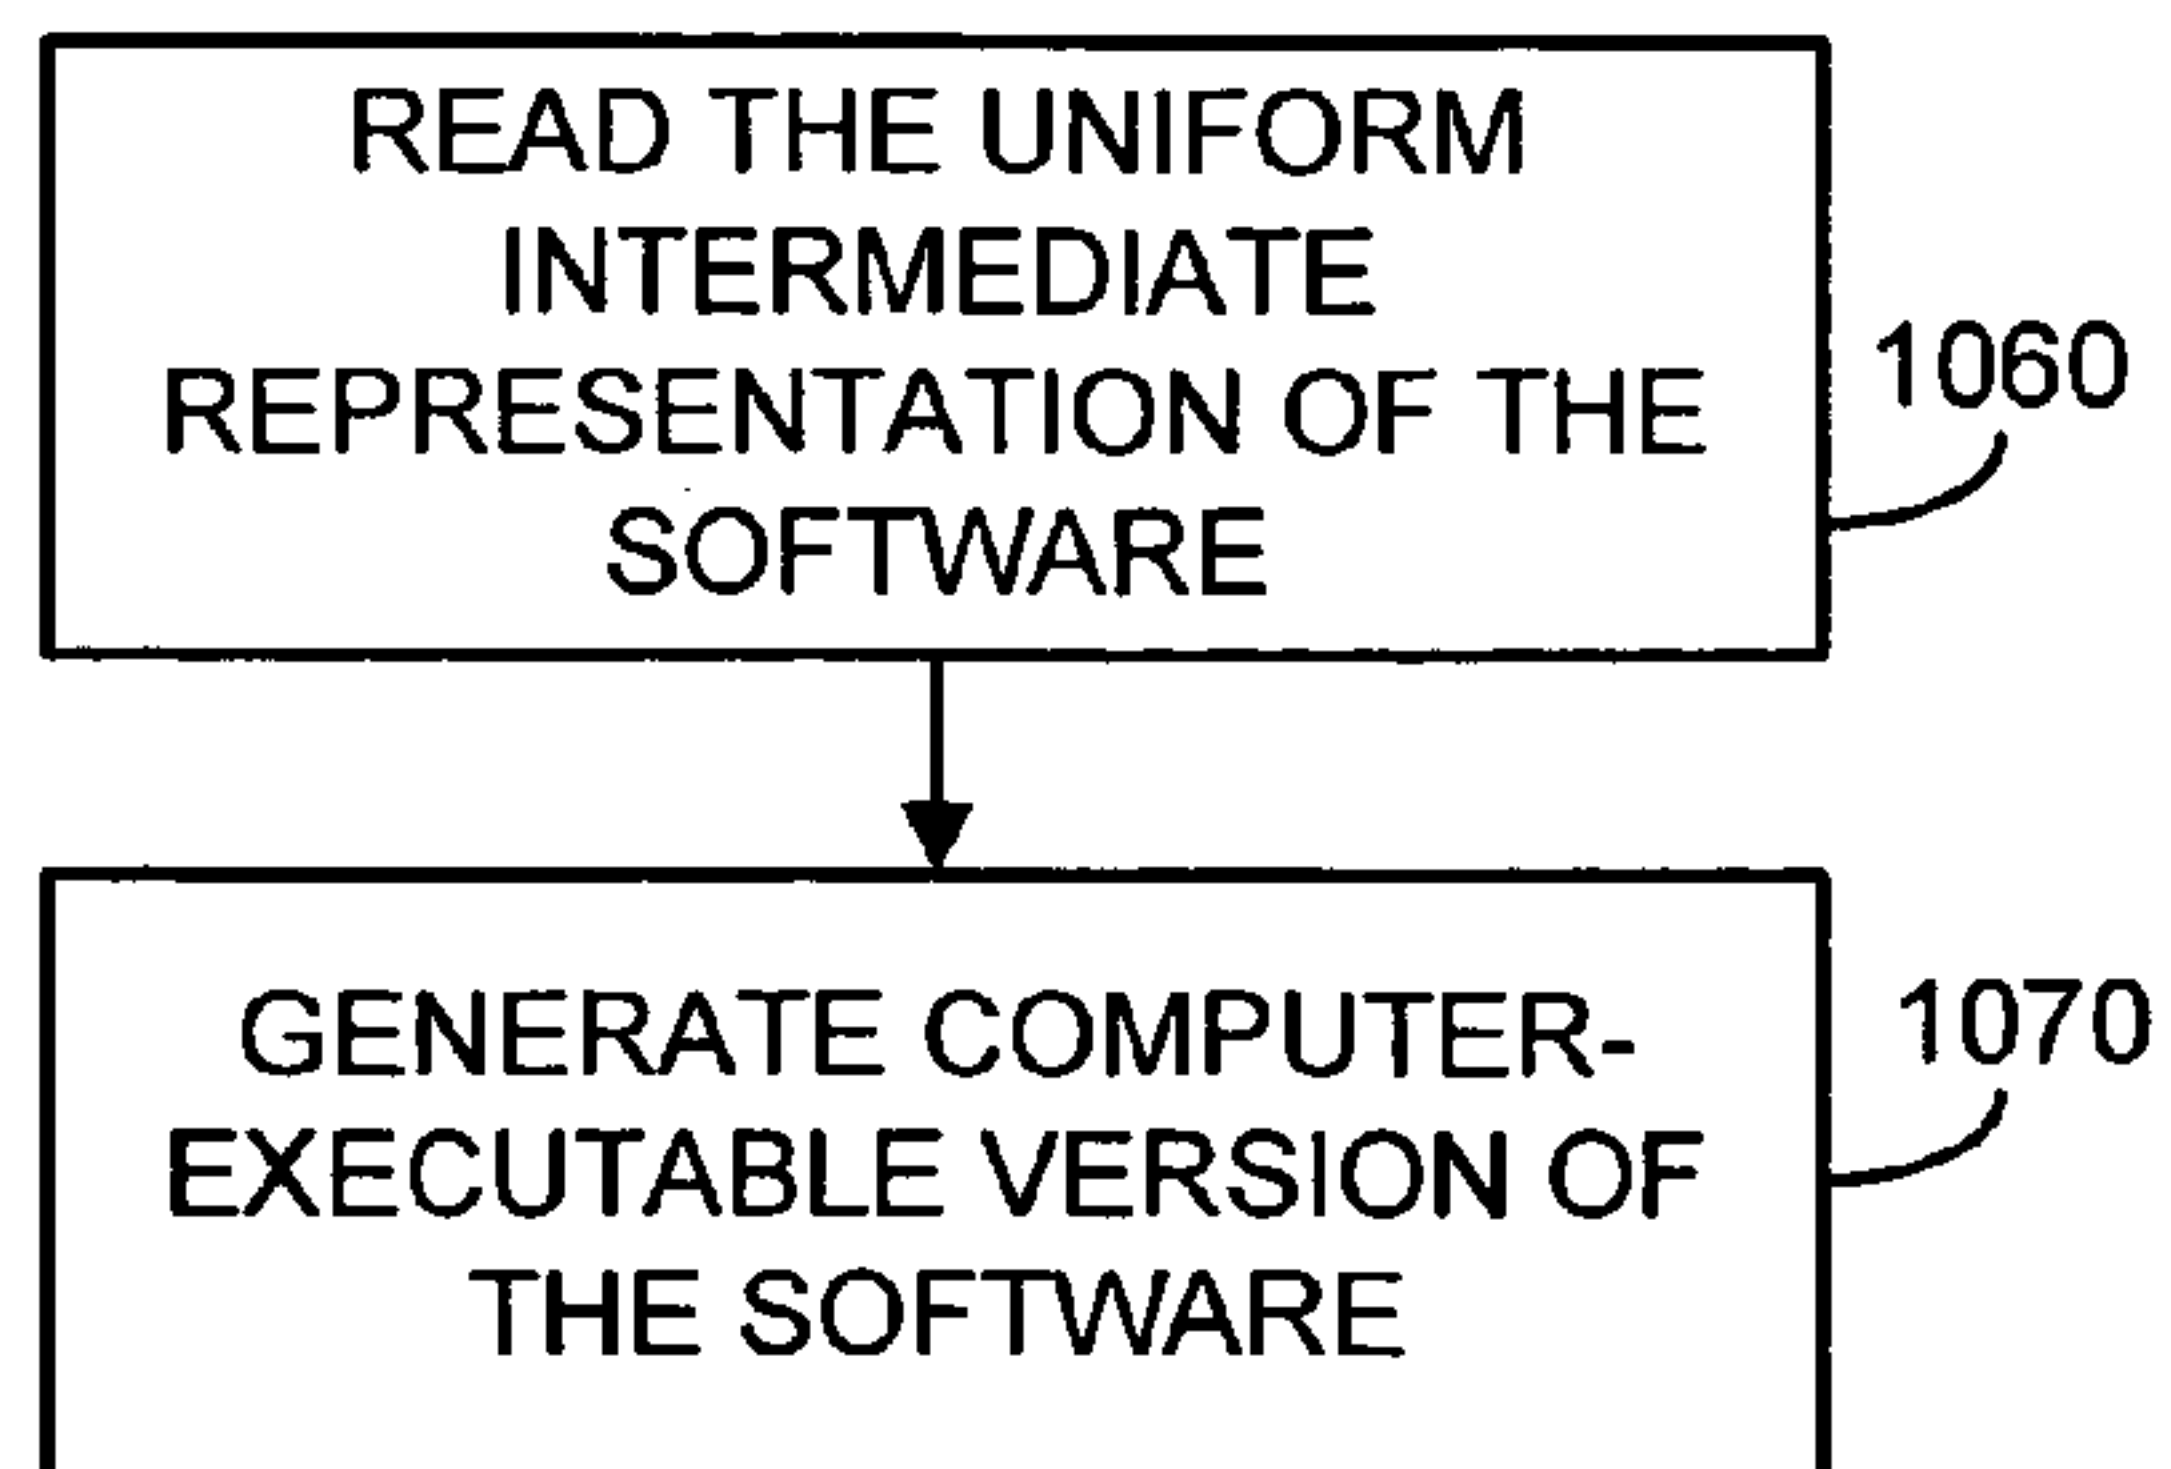 READ THE UNIFORM
INTERMEDIATE
REPRESENTATION OF THE
SOFTWARE
1060
GENERATE COMPUTER-
EXECUTABLE VERSION OF
THE SOFTWARE
1070